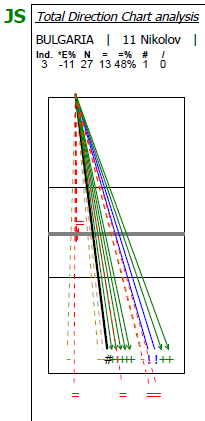 JS Total Direction Chart analysis
BULGARIA | 11 Nikolov |
Ind. *E% N = =% # /
3 -11 27 13 48% 1 0